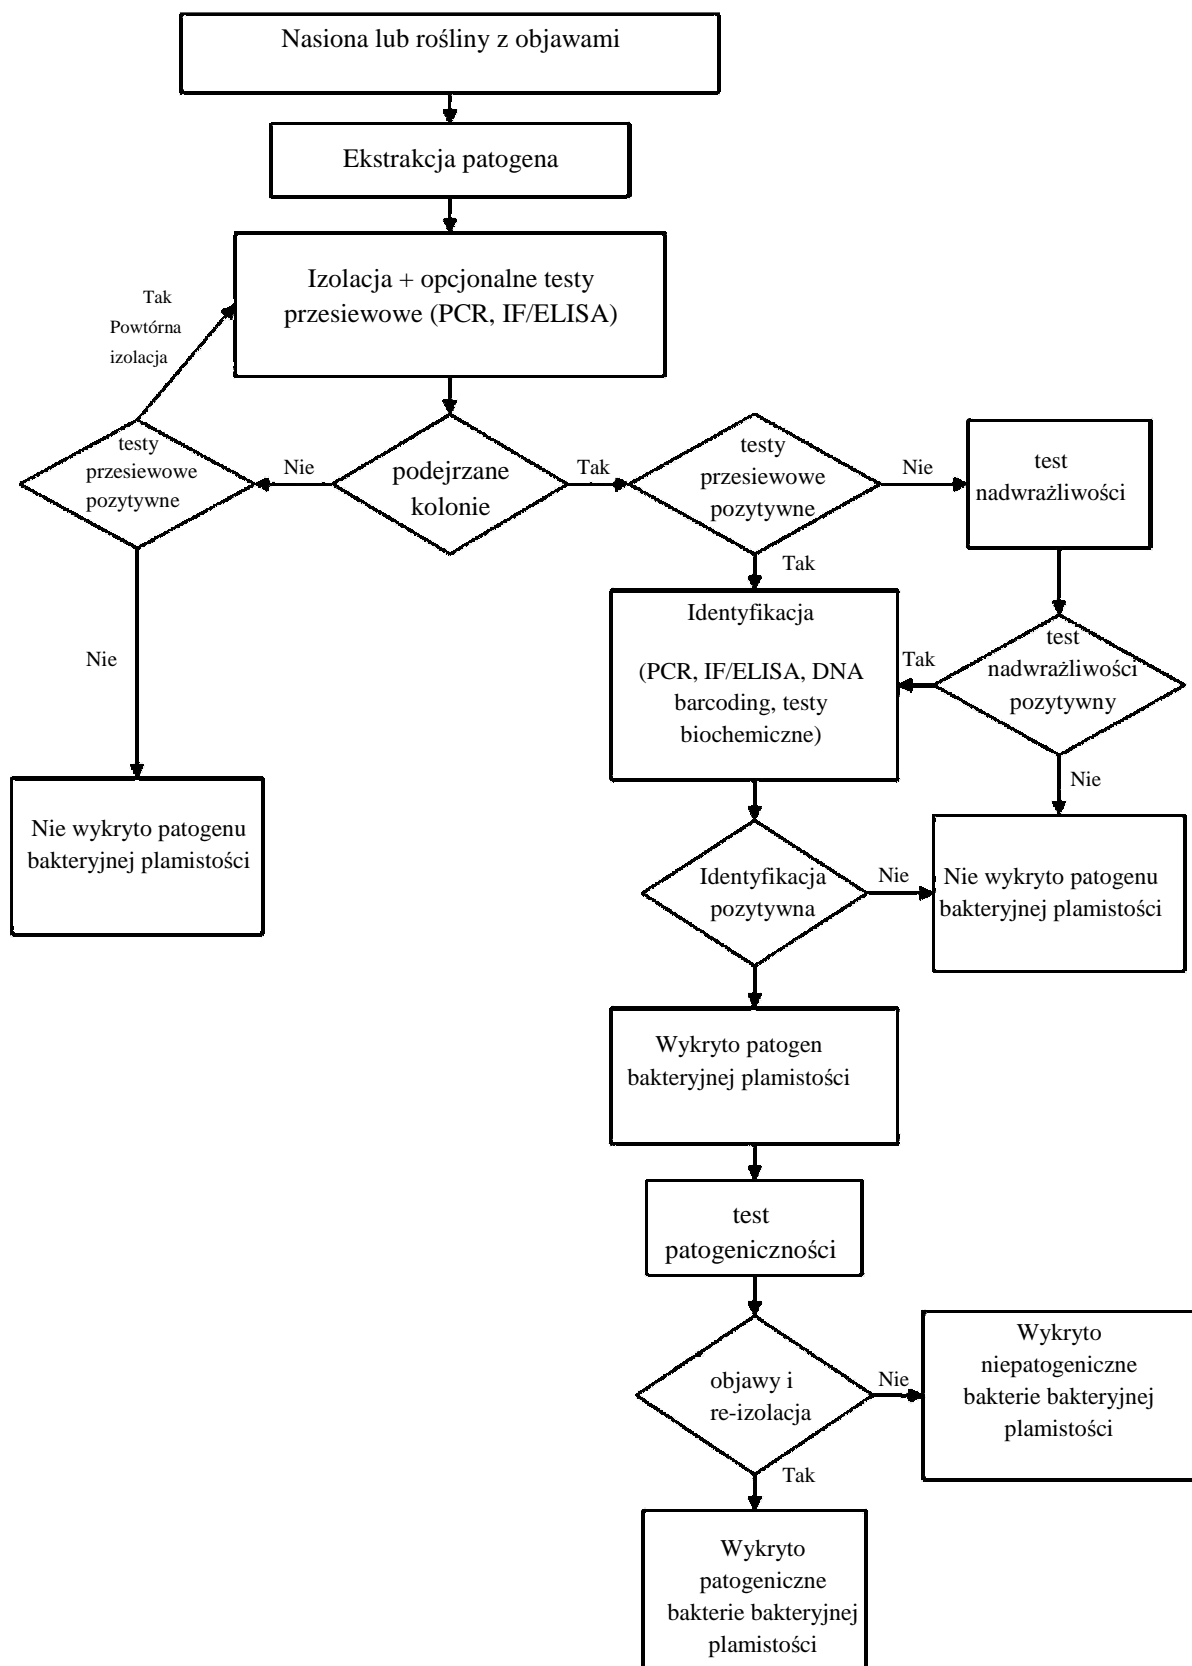 Nasiona lub rośliny z objawami
Ekstrakcja patogena
Izolacja + opcjonalne testy
przesiewowe (PCR, IF/ELISA)
Tak
Powtórna
izolacja
testy
przesiewowe
pozytywne
Nie
podejrzane
kolonie
Tak
testy
przesiewowe
pozytywne
Nie
test
nadwrażliwości
Tak
Identyfikacja
(PCR, IF/ELISA, DNA
barcoding, testy
biochemiczne)
Tak
test
nadwrażliwości
pozytywny
Nie
Nie
Nie wykryto patogenu
bakteryjnej plamistości
Identyfikacja
pozytywna
Nie
Nie wykryto patogenu
bakteryjnej plamistości
Wykryto patogen
bakteryjnej plamistości
test
patogeniczności
objawy i
re-izolacja
Nie
Wykryto
niepatogeniczne
bakterie bakteryjnej
plamistości
Tak
Wykryto
patogeniczne
bakterie bakteryjnej
plamistości